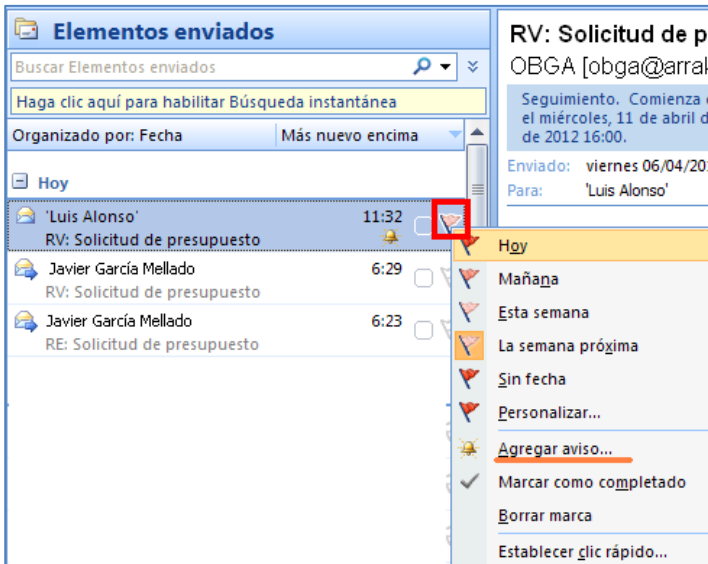 Elementos enviados
Buscar Elementos enviados
Haga clic aquí para habilitar Búsqueda instantánea
Organizado por: Fecha Más nuevo encima
Hoy
'Luis Alonso' 11:32
RV: Solicitud de presupuesto
Javier García Mellado 6:29
RV: Solicitud de presupuesto
Javier García Mellado 6:23
RE: Solicitud de presupuesto
RV: Solicitud de p
OBGA [obga@arrak
Seguimiento. Comienza
el miércoles, 11 de abril d
de 2012 16:00.
Enviado: viernes 06/04/20
Para: 'Luis Alonso'
Hoy
Mañana
Esta semana
La semana próxima
Sin fecha
Personalizar...
Agregar aviso...
Marcar como completado
Borrar marca
Establecer clic rápido...